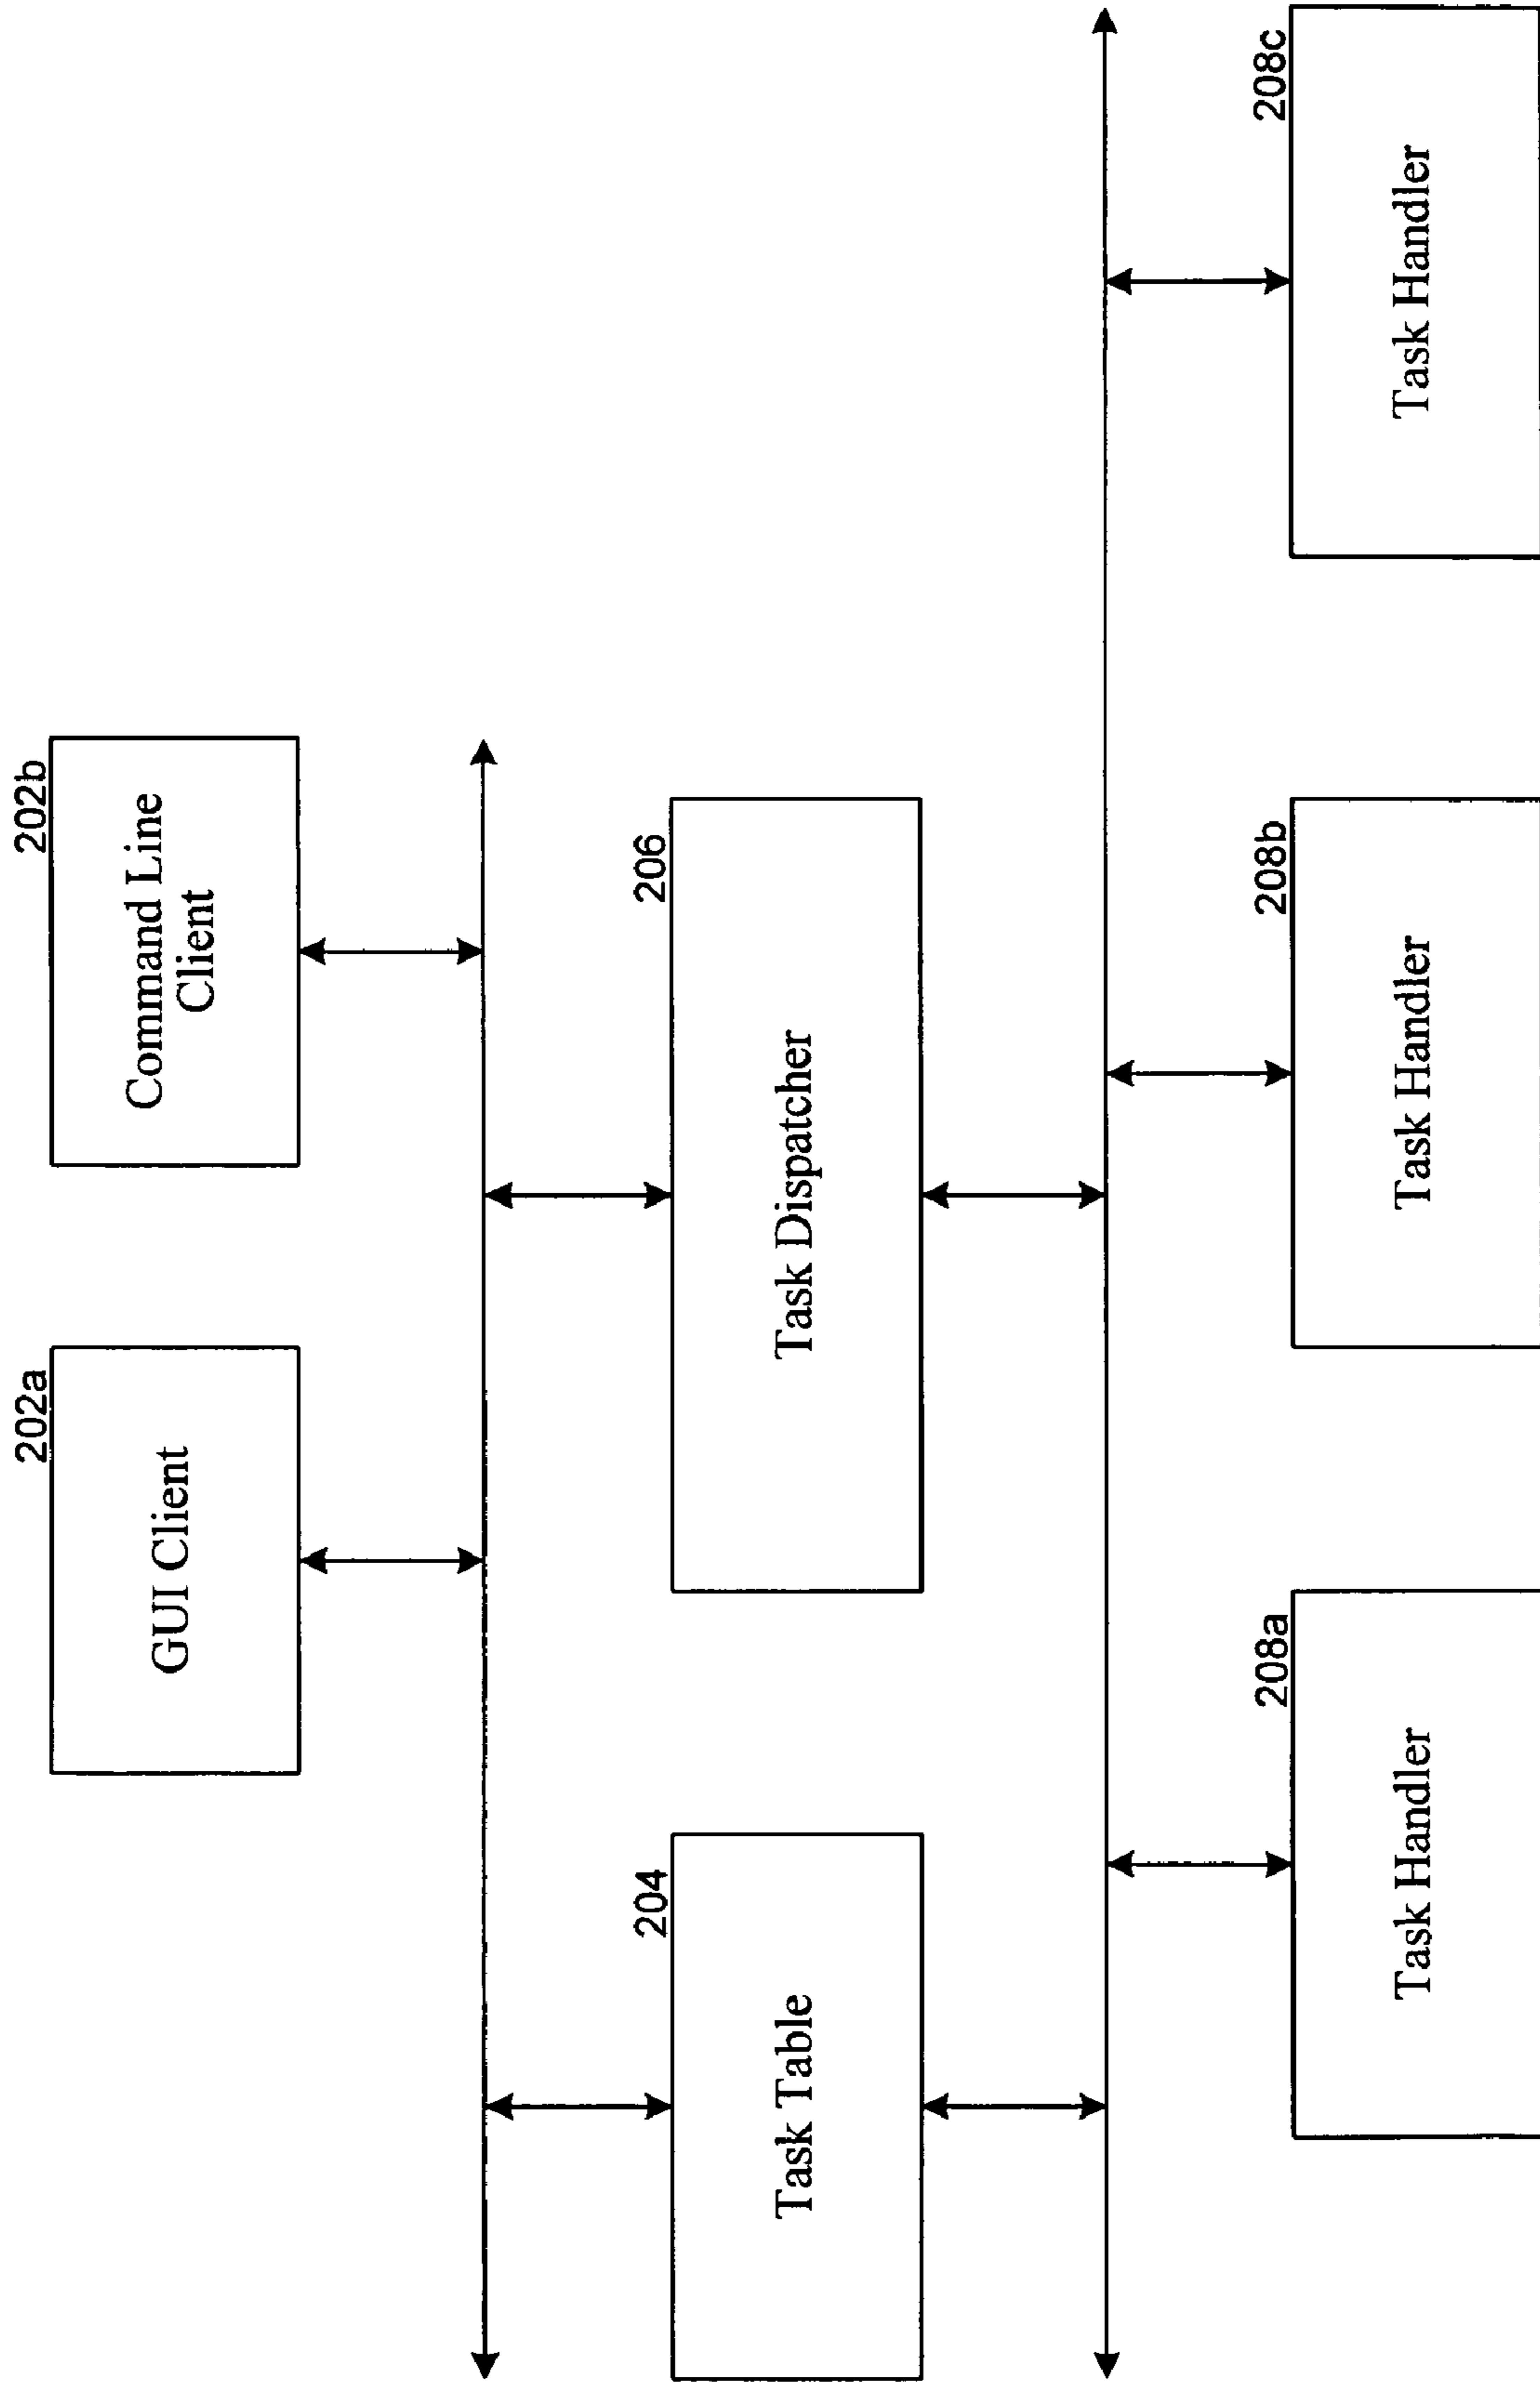 202a
GUI Client
202b
Command Line
Client
204
Task Table
206
Task Dispatcher
208a
Task Handler
208b
Task Handler
208c
Task Handler